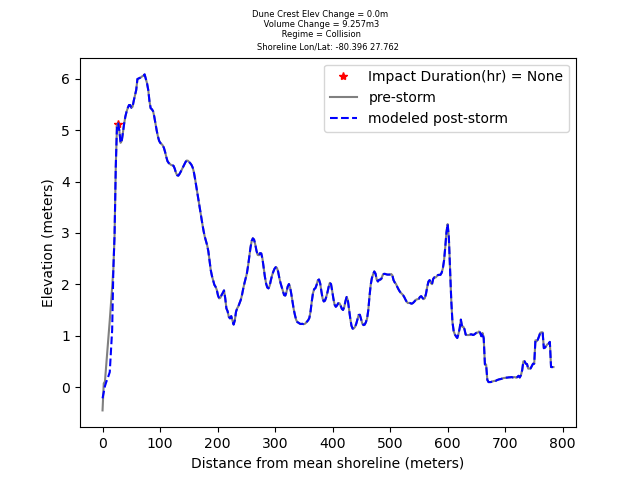 Dune Crest Elev Change = 0.0m
Volume Change = 9.257m3
Regime = Collision
Shoreline Lon/Lat: -80.396 27.762
Impact Duration(hr) = None
pre-storm
modeled post-storm
Elevation (meters)
6
5
4
3
2
1
0
0 100 200 300 400 500 600 700 800
Distance from mean shoreline (meters)